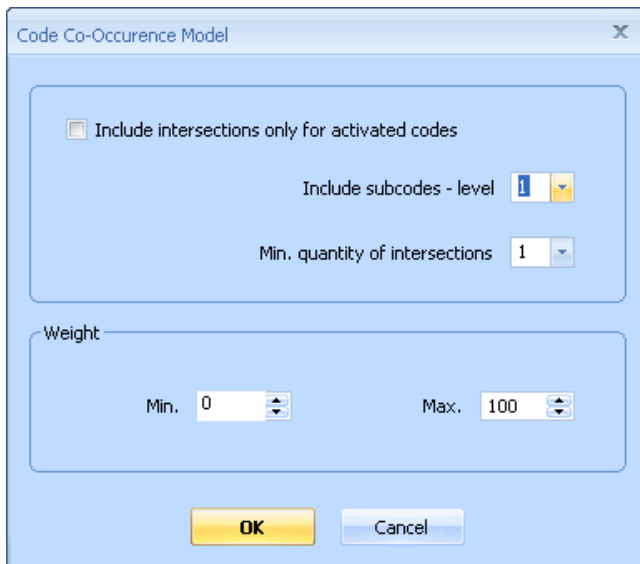 Code Co-Occurence Model
Include intersections only for activated codes
Include subcodes - level 1
Min. quantity of intersections 1
Weight
Min. 0 Max. 100
OK Cancel